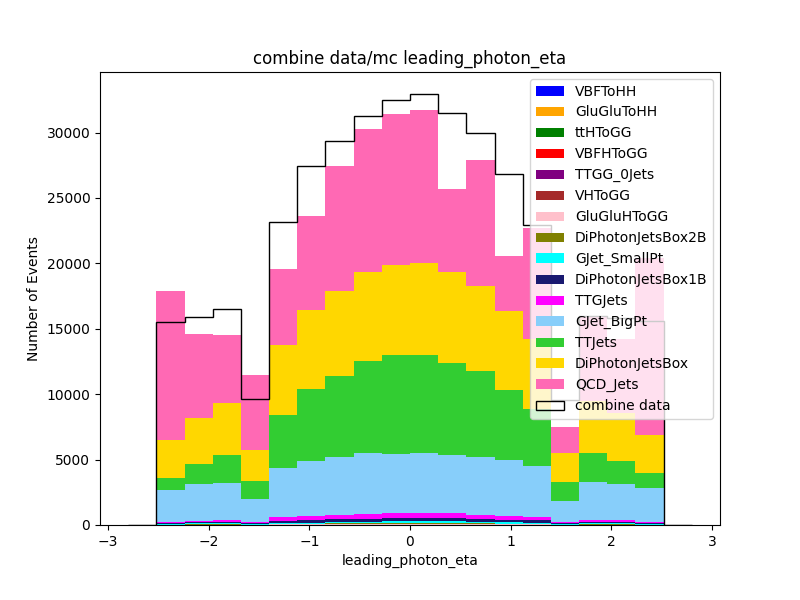 combine data/mc leading_photon_eta
Number of Events
30000
25000
20000
15000
10000
5000
0
−3
−2
−1
0
1
2
3
leading_photon_eta
VBFToHH
GluGluToHH
ttHToGG
VBFHToGG
TTGG_0Jets
VHToGG
GluGluHToGG
DiPhotonJetsBox2B
GJet_SmallPt
DiPhotonJetsBox1B
TTGJets
GJet_BigPt
TTJets
DiPhotonJetsBox
QCD_Jets
combine data